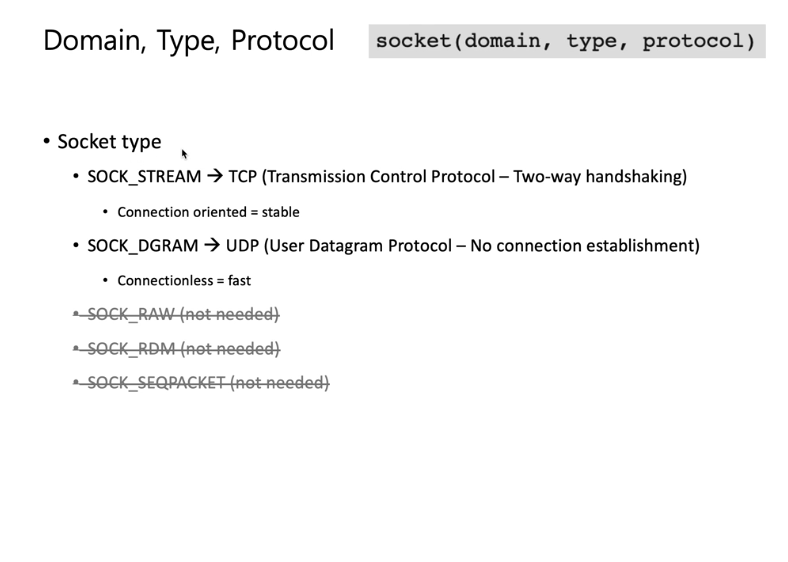 Domain, Type, Protocol
socket(domain, type, protocol)
• Socket type
• SOCK_STREAM → TCP (Transmission Control Protocol – Two-way handshaking)
• Connection oriented = stable
• SOCK_DGRAM → UDP (User Datagram Protocol – No connection establishment)
• Connectionless = fast
• SOCK_RAW (not needed)
• SOCK_RDM (not needed)
• SOCK_SEQPACKET (not needed)